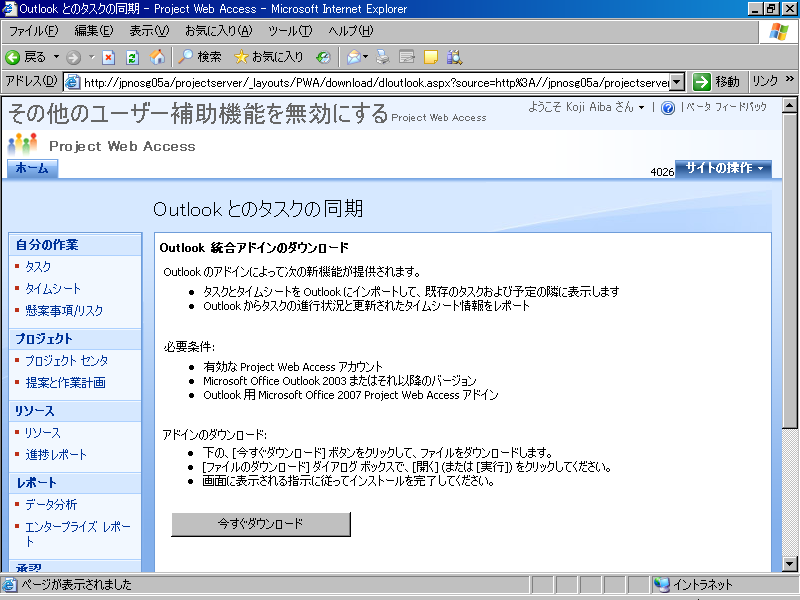 Outlook とのタスクの同期 - Project Web Access - Microsoft Internet Explorer
ファイル(F) 編集(E) 表示(V) お気に入り(A) ツール(T) ヘルプ(H)
戻る 検索 お気に入り
アドレス(D) http://jpnosg05a/projectserver/_layouts/PWA/download/dloutlook.aspx?source=http%3A//jpnosg05a/projectserver 移動 リンク »
その他のユーザー補助機能を無効にする Project Web Access ようこそ Koji Aiba さん | | ベータ フィードバック
Project Web Access
ホーム 4026 サイトの操作
Outlook とのタスクの同期
自分の作業
タスク
タイムシート
懸案事項/リスク
プロジェクト
プロジェクト センタ
提案と作業計画
リソース
リソース
進捗レポート
レポート
データ分析
エンタープライズ レポー
ト
承認
Outlook 統合アドインのダウンロード
Outlook のアドインによって次の新機能が提供されます。
• タスクとタイムシートを Outlook にインポートして、既存のタスクおよび予定の隣に表示します
• Outlook からタスクの進行状況と更新されたタイムシート情報をレポート
必要条件:
• 有効な Project Web Access アカウント
• Microsoft Office Outlook 2003 またはそれ以降のバージョン
• Outlook 用 Microsoft Office 2007 Project Web Access アドイン
アドインのダウンロード:
• 下の、[今すぐダウンロード] ボタンをクリックして、ファイルをダウンロードします。
• [ファイルのダウンロード] ダイアログ ボックスで、[開く] (または [実行]) をクリックしてください。
• 画面に表示される指示に従ってインストールを完了してください。
今すぐダウンロード
ページが表示されました イントラネット